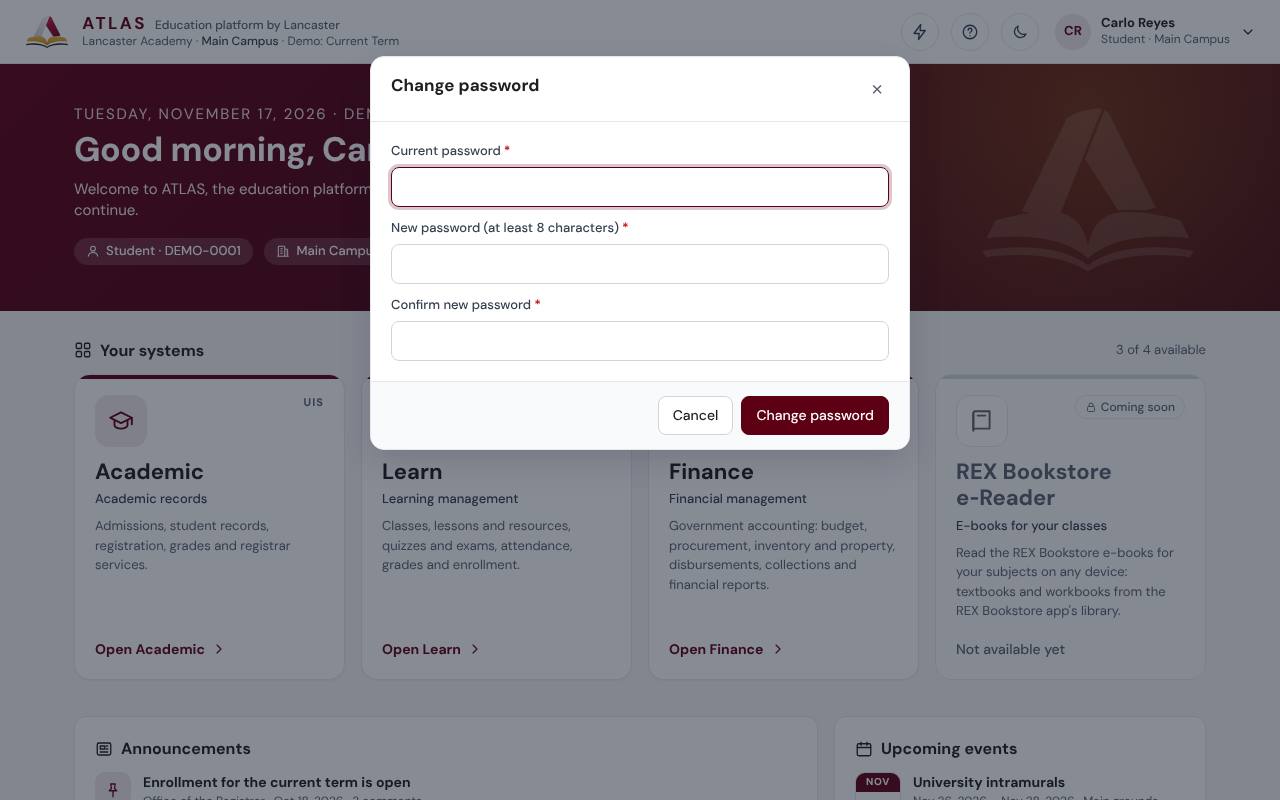 ATLAS Education platform by Lancaster
Lancaster Academy · Main Campus · Demo: Current Term
CR
Carlo Reyes
Student · Main Campus
Change password
Current password *
New password (at least 8 characters) *
Confirm new password *
Cancel
Change password
TUESDAY, NOVEMBER 17, 2026 ·
Good morning,
Welcome to ATLAS, the education platform
continue.
Student · DEMO-0001
Main
Your systems
3 of 4 available
UIS
Academic
Academic records
Admissions, student records,
registration, grades and registrar
services.
Open Academic
Learn
Learning management
Classes, lessons and resources,
quizzes and exams, attendance,
grades and enrollment.
Open Learn
Finance
Financial management
Government accounting: budget,
procurement, inventory and property,
disbursements, collections and
financial reports.
Open Finance
Coming soon
REX Bookstore
e-Reader
E-books for your classes
Read the REX Bookstore e-books for
your subjects on any device:
textbooks and workbooks from the
REX Bookstore app's library.
Not available yet
Announcements
Enrollment for the current term is open
Upcoming events
NOV
University intramurals